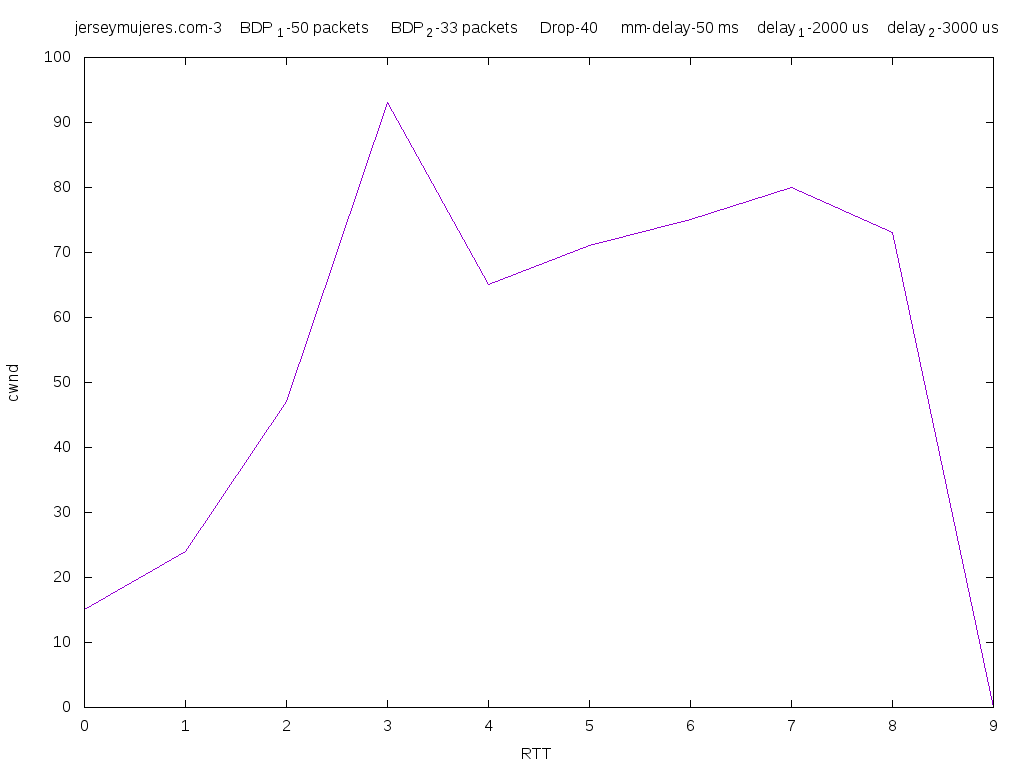 jerseymujeres.com-3 BDP 1-50 packets BDP 2-33 packets Drop-40 mm-delay-50 ms delay 1-2000 us delay 2-3000 us
100
90
80
70
60
50
40
30
20
10
0
cwnd
0 1 2 3 4 5 6 7 8 9
RTT